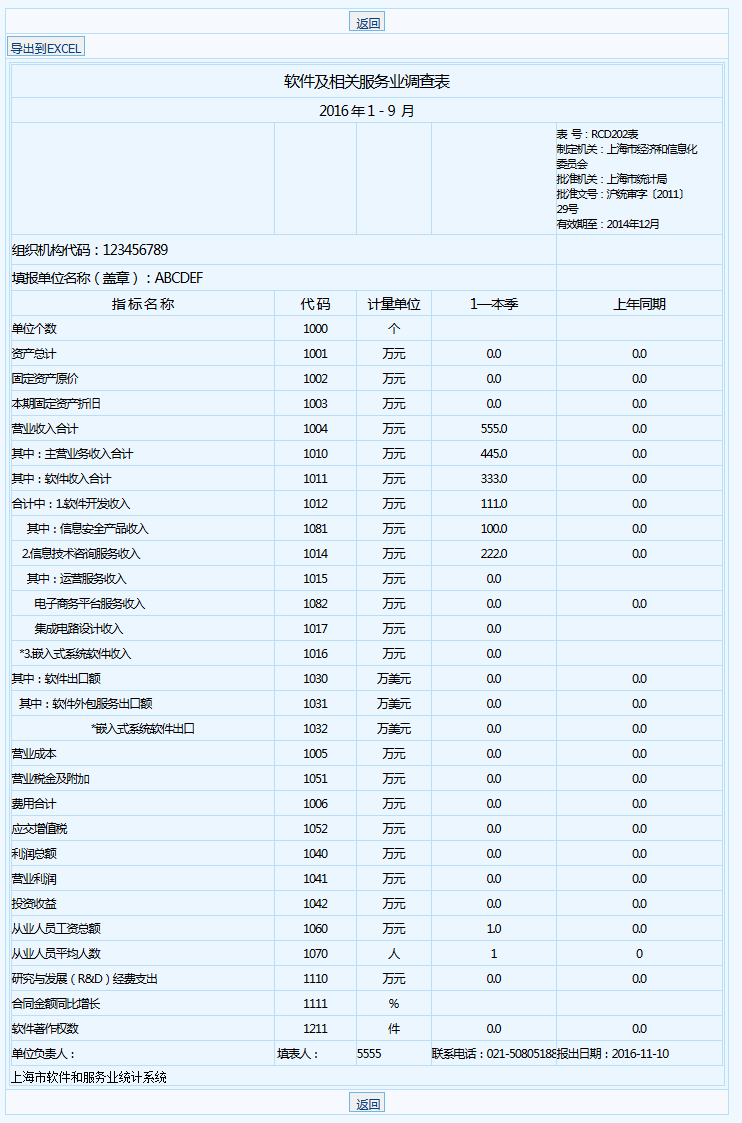 返回
导出到EXCEL
软件及相关服务业调查表
2016 年 1 - 9 月
表 号：RCD202表
制定机关：上海市经济和信息化
委员会
批准机关：上海市统计局
批准文号：沪统审字〔2011〕
29号
有效期至：2014年12月
组织机构代码：123456789
填报单位名称（盖章）：ABCDEF
指 标 名 称 代 码 计量单位 1—本季 上年同期
单位个数 1000 个
资产总计 1001 万元 0.0 0.0
固定资产原价 1002 万元 0.0 0.0
本期固定资产折旧 1003 万元 0.0 0.0
营业收入合计 1004 万元 555.0 0.0
其中：主营业务收入合计 1010 万元 445.0 0.0
其中：软件收入合计 1011 万元 333.0 0.0
合计中：1.软件开发收入 1012 万元 111.0 0.0
其中：信息安全产品收入 1081 万元 100.0 0.0
2.信息技术咨询服务收入 1014 万元 222.0 0.0
其中：运营服务收入 1015 万元 0.0
电子商务平台服务收入 1082 万元 0.0 0.0
集成电路设计收入 1017 万元 0.0
*3.嵌入式系统软件收入 1016 万元 0.0
其中：软件出口额 1030 万美元 0.0 0.0
其中：软件外包服务出口额 1031 万美元 0.0 0.0
*嵌入式系统软件出口 1032 万美元 0.0 0.0
营业成本 1005 万元 0.0 0.0
营业税金及附加 1051 万元 0.0 0.0
费用合计 1006 万元 0.0 0.0
应交增值税 1052 万元 0.0 0.0
利润总额 1040 万元 0.0 0.0
营业利润 1041 万元 0.0 0.0
投资收益 1042 万元 0.0 0.0
从业人员工资总额 1060 万元 1.0 0.0
从业人员平均人数 1070 人 1 0
研究与发展（R&D）经费支出 1110 万元 0.0 0.0
合同金额同比增长 1111 %
软件著作权数 1211 件 0.0 0.0
单位负责人： 填表人： 5555 联系电话：021-50805188 报出日期：2016-11-10
上海市软件和服务业统计系统
返回